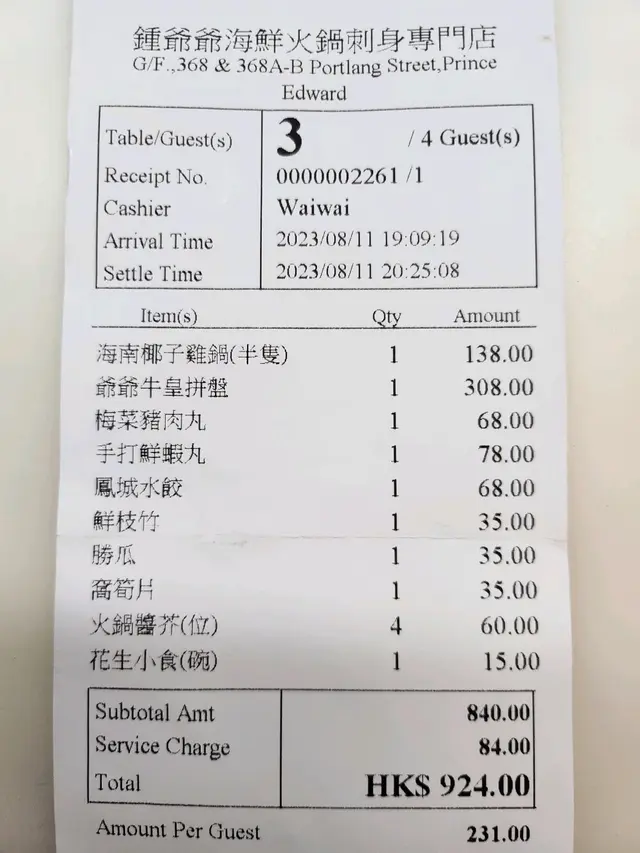 鍾爺爺海鮮火鍋刺身專門店
G/F.,368 & 368A-B Portlang Street,Prince
Edward
Table/Guest(s) 3 / 4 Guest(s)
Receipt No. 0000002261 /1
Cashier Waiwai
Arrival Time 2023/08/11 19:09:19
Settle Time 2023/08/11 20:25:08
Item(s) Qty Amount
海南椰子雞鍋(半隻) 1 138.00
爺爺牛皇拼盤 1 308.00
梅菜豬肉丸 1 68.00
手打鮮蝦丸 1 78.00
鳳城水餃 1 68.00
鮮枝竹 1 35.00
勝瓜 1 35.00
窩筍片 1 35.00
火鍋醬芥(位) 4 60.00
花生小食(碗) 1 15.00
Subtotal Amt 840.00
Service Charge 84.00
Total HK$ 924.00
Amount Per Guest 231.00